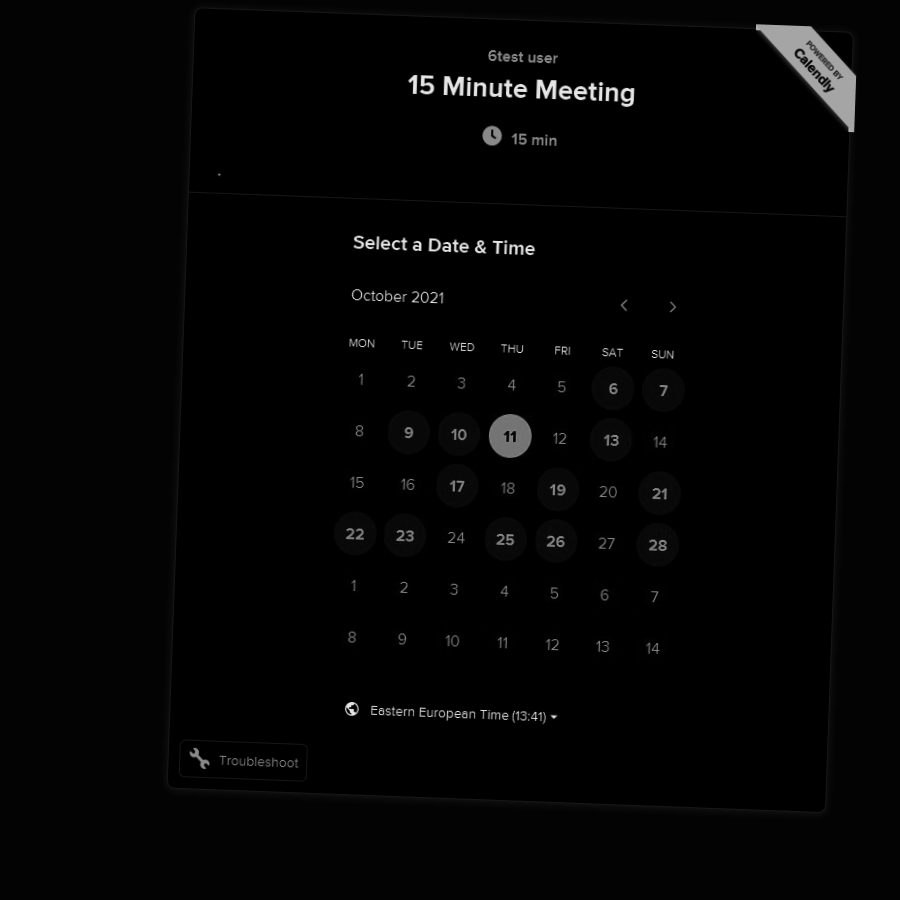 6test user
15 Minute Meeting
15 min
POWERED BY
Calendly
Select a Date & Time
October 2021
MON TUE WED THU FRI SAT SUN
1 2 3 4 5 6 7
8 9 10 11 12 13 14
15 16 17 18 19 20 21
22 23 24 25 26 27 28
1 2 3 4 5 6 7
8 9 10 11 12 13 14
Eastern European Time (13:41)
Troubleshoot